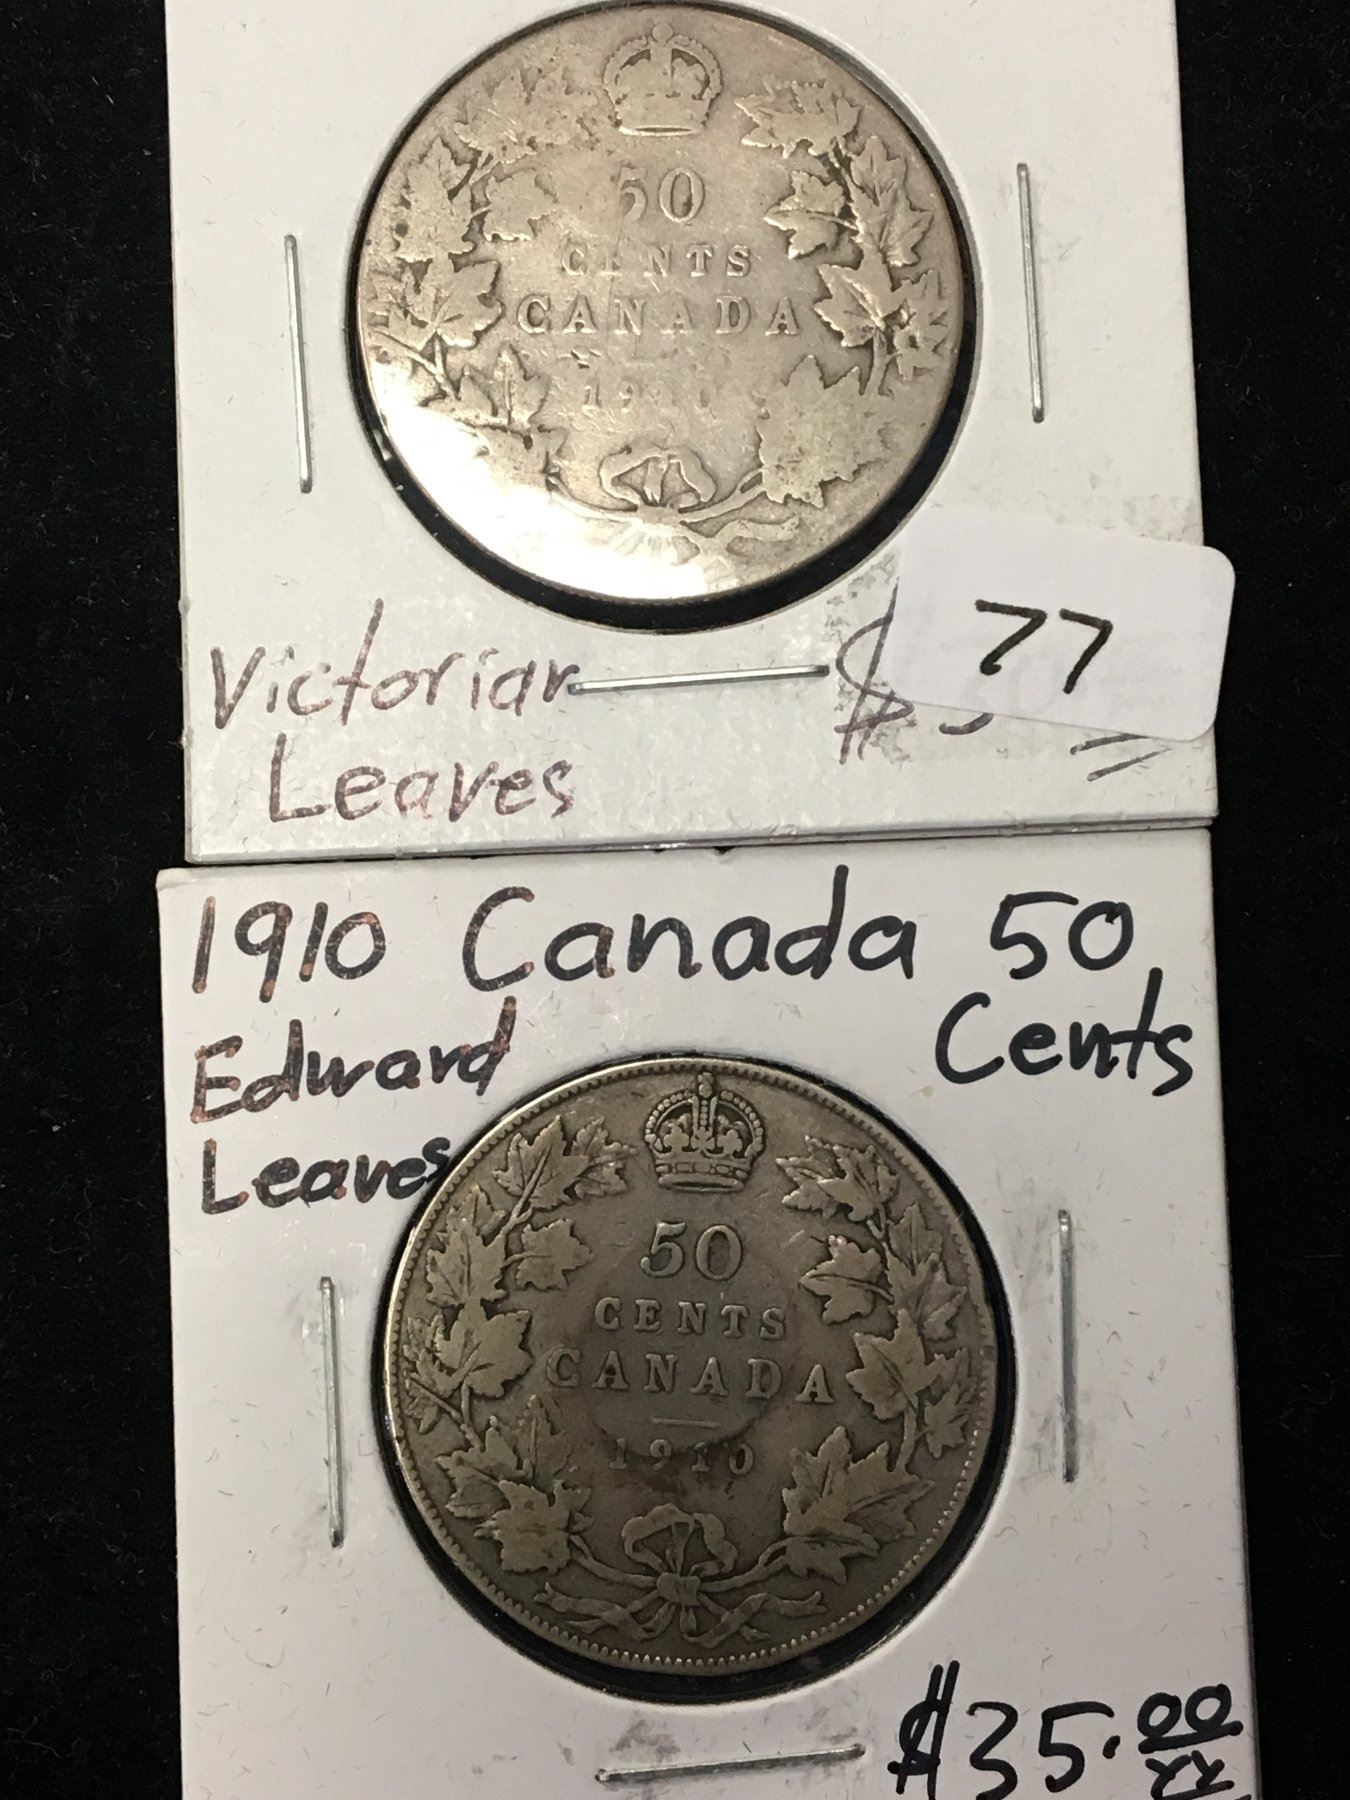 50
CENTS
CANADA
Victorian
Leaves
$
77
1910 Canada 50
Cents
Edward
Leaves
50
CENTS
CANADA
1910
$35.00